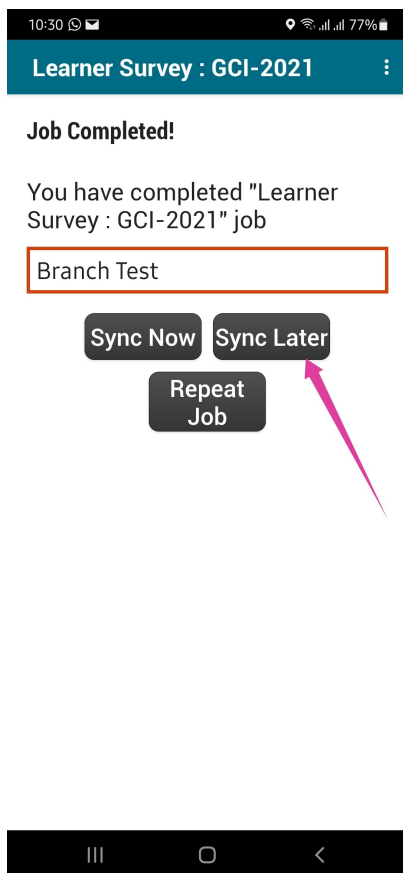 10:30 77%
Learner Survey : GCI-2021
Job Completed!
You have completed "Learner
Survey : GCI-2021" job
Branch Test
Sync Now Sync Later
Repeat
Job